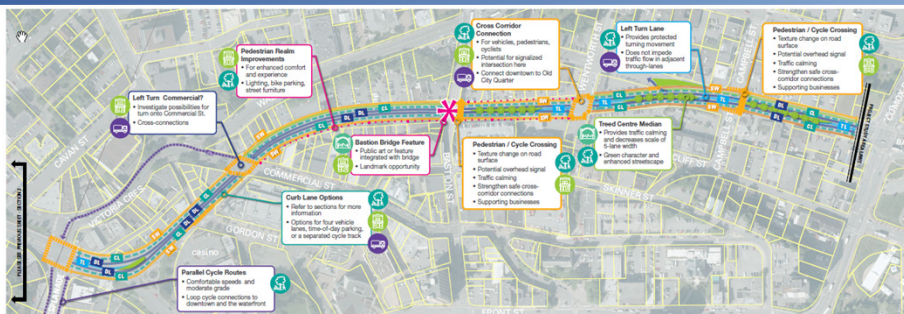 Cross Corridor
Connection
• For vehicles, pedestrians,
cyclists
• Potential for signalized
intersection here
• Connect downtown to Old
City Quarter
Left Turn Lane
• Provides protected
turning movement
• Does not impede
traffic flow in adjacent
through-lanes
Pedestrian / Cycle Crossing
• Texture change on road
surface
• Potential overhead signal
• Traffic calming
• Strengthen safe cross-
corridor connections
• Supporting businesses
Pedestrian Realm
Improvements
• For enhanced comfort
and experience
• Lighting, bike parking,
street furniture
Left Turn Commercial?
• Investigate possibilities for
turn onto Commercial St.
• Cross-connections
Bastion Bridge Feature
• Public art or feature
integrated with bridge
• Landmark opportunity
Pedestrian / Cycle Crossing
• Texture change on road
surface
• Potential overhead signal
• Traffic calming
• Strengthen safe cross-
corridor connections
• Supporting businesses
Treed Centre Median
• Provides traffic calming
and decreases scale of
5-lane width
• Green character and
enhanced streetscape
Curb Lane Options
• Refer to sections for more
information
• Options for four vehicle
lanes, time-of-day parking,
or a separated cycle track
Parallel Cycle Routes
• Comfortable speeds and
moderate grade
• Loop cycle connections to
downtown and the waterfront
COMMERCIAL ST
GORDON ST
VICTORIA CRES
SKINNER ST
FRONT ST
casino
SW
CL
BL
TL